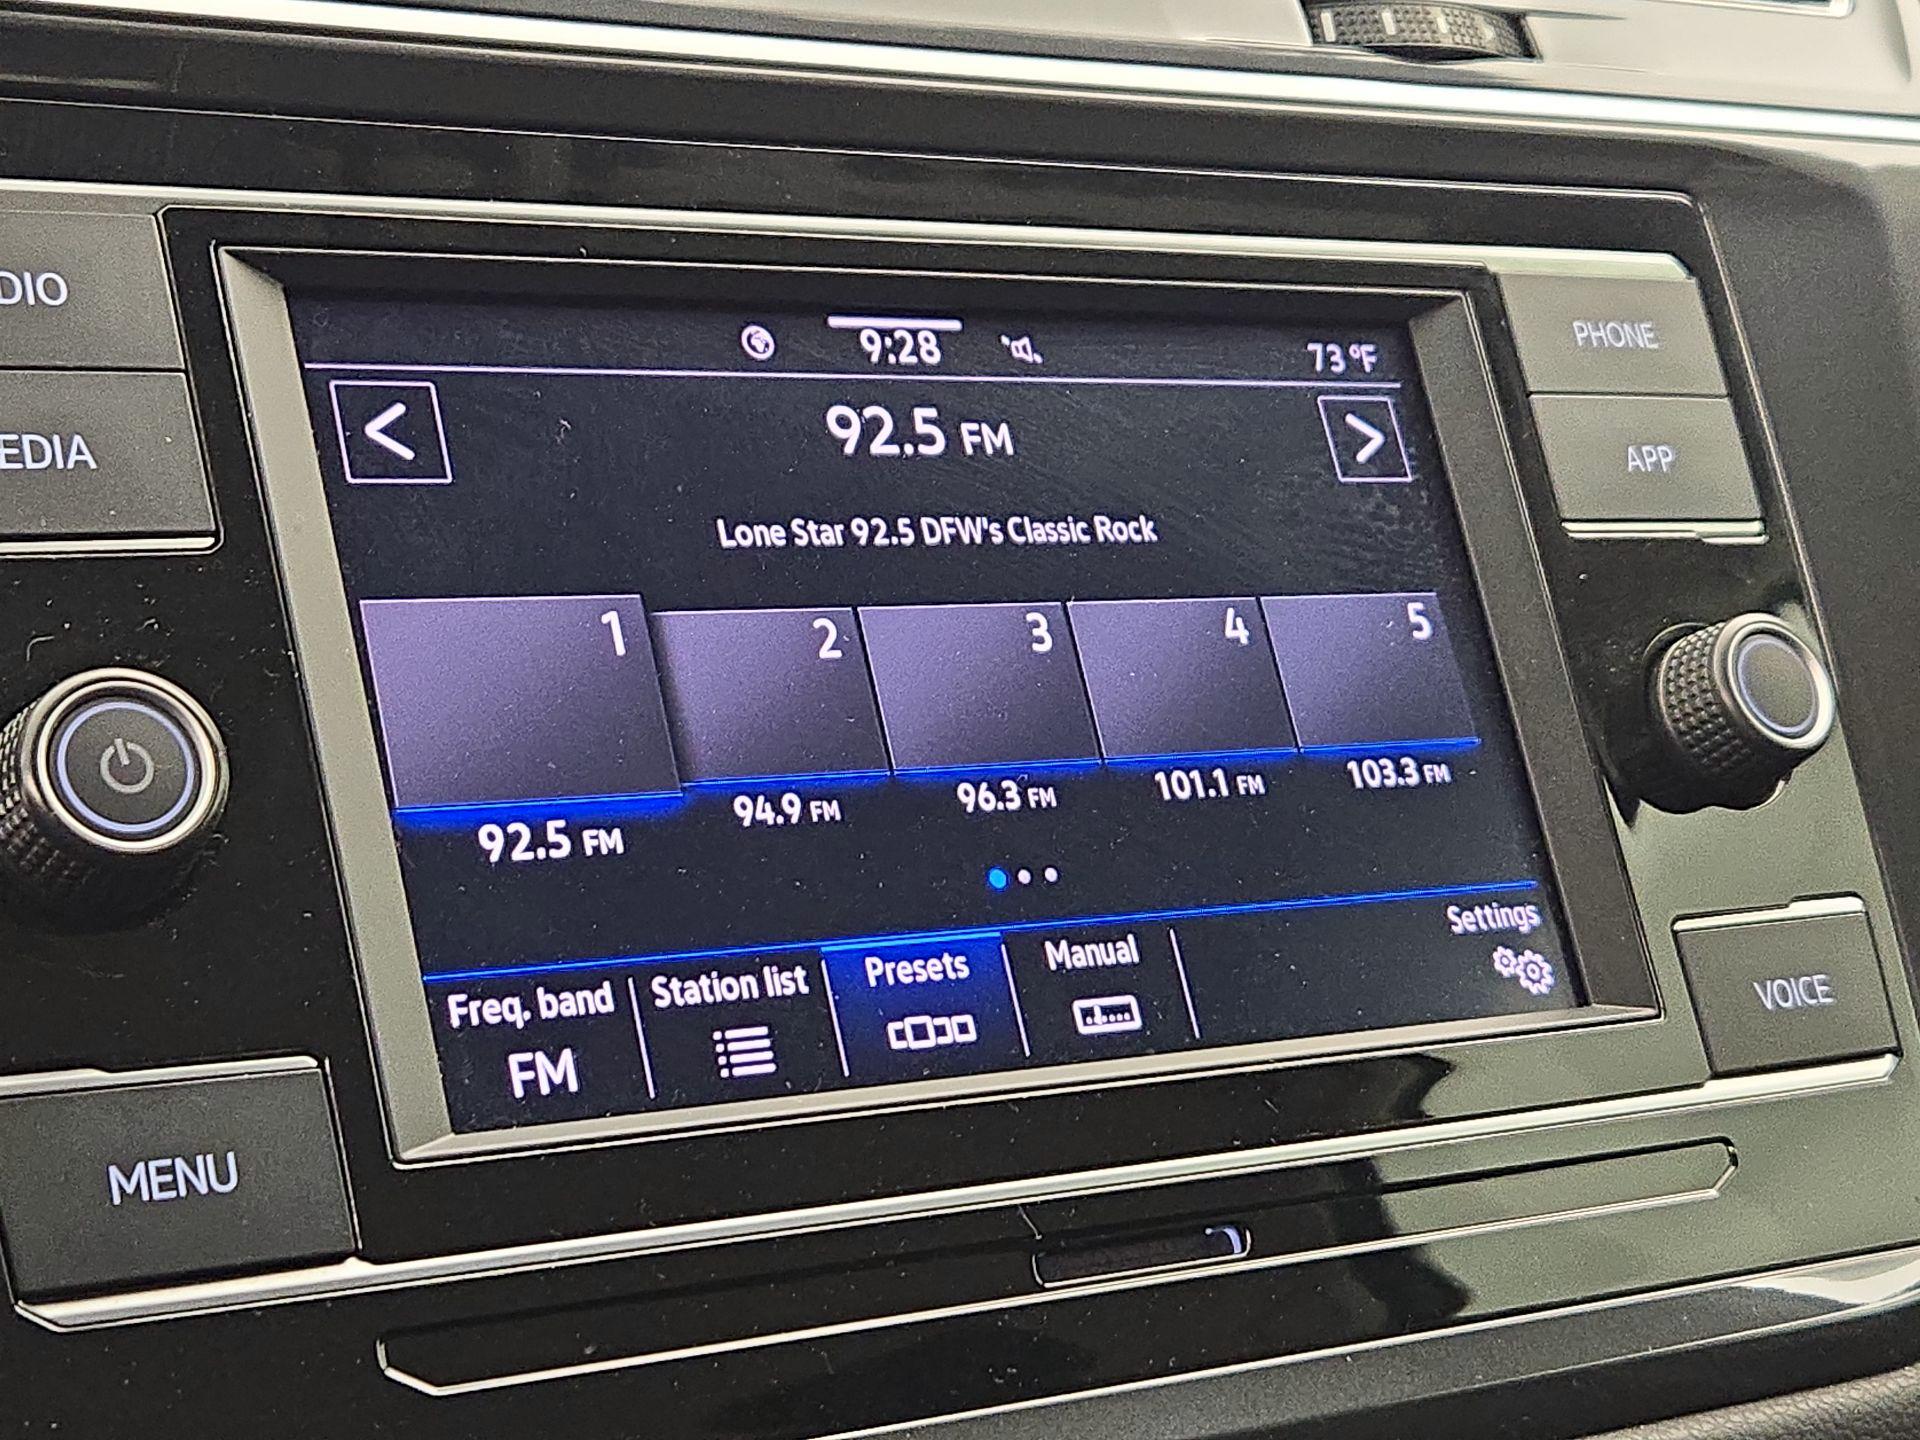 DIO
EDIA
MENU
9:28
73 °F
92.5 FM
Lone Star 92.5 DFW's Classic Rock
1
2
3
4
5
92.5 FM
94.9 FM
96.3 FM
101.1 FM
103.3 FM
Freq. band
FM
Station list
Presets
Manual
Settings
PHONE
APP
VOICE